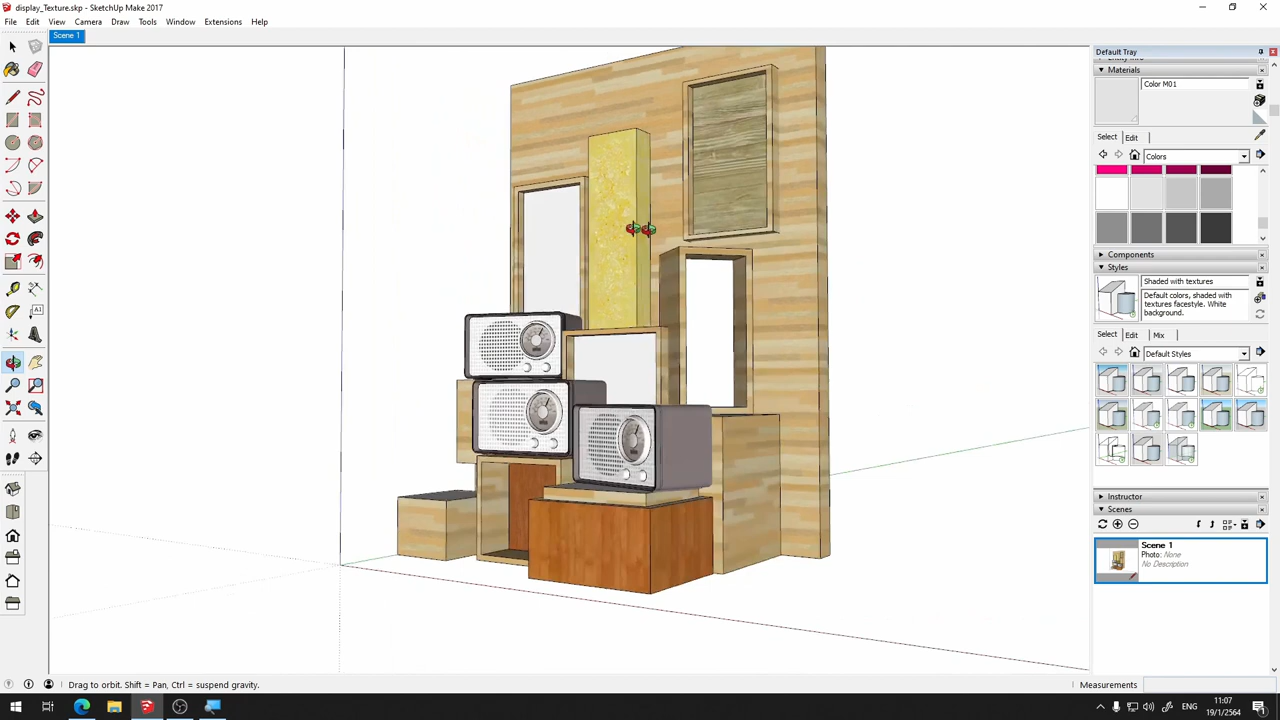 display_Texture.skp - SketchUp Make 2017
File Edit View Camera Draw Tools Window Extensions Help
Scene 1
Default Tray
Materials
Color M01
Select Edit
Colors
Components
Styles
Shaded with textures
Default colors, shaded with
textures facestyle. White
background.
Select Edit Mix
Default Styles
Instructor
Scenes
Scene 1
Photo: None
No Description
Drag to orbit. Shift = Pan, Ctrl = suspend gravity.
Measurements
ENG
11:07
19/1/2564